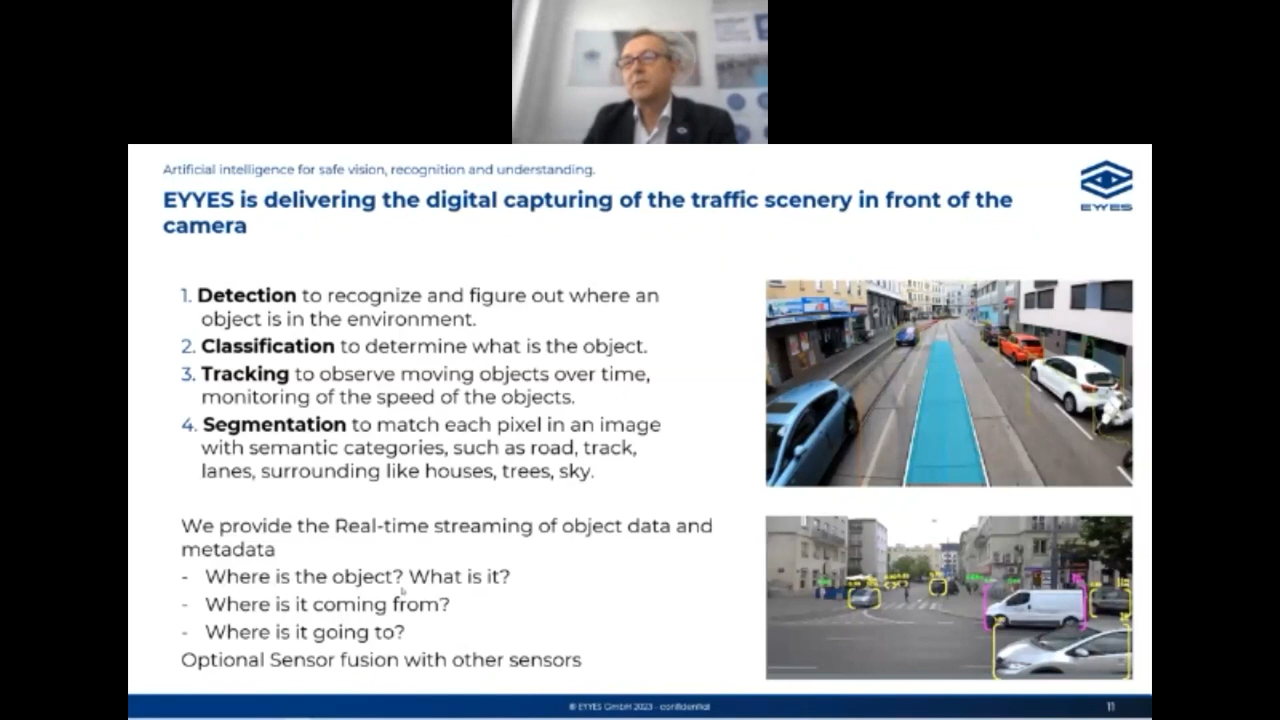 Artificial intelligence for safe vision, recognition and understanding.
EYYES is delivering the digital capturing of the traffic scenery in front of the
camera
EYYES
1. Detection to recognize and figure out where an
object is in the environment.
2. Classification to determine what is the object.
3. Tracking to observe moving objects over time,
monitoring of the speed of the objects.
4. Segmentation to match each pixel in an image
with semantic categories, such as road, track,
lanes, surrounding like houses, trees, sky.
We provide the Real-time streaming of object data and
metadata
- Where is the object? What is it?
- Where is it coming from?
- Where is it going to?
Optional Sensor fusion with other sensors
© EYYES GmbH 2023 - confidential
11